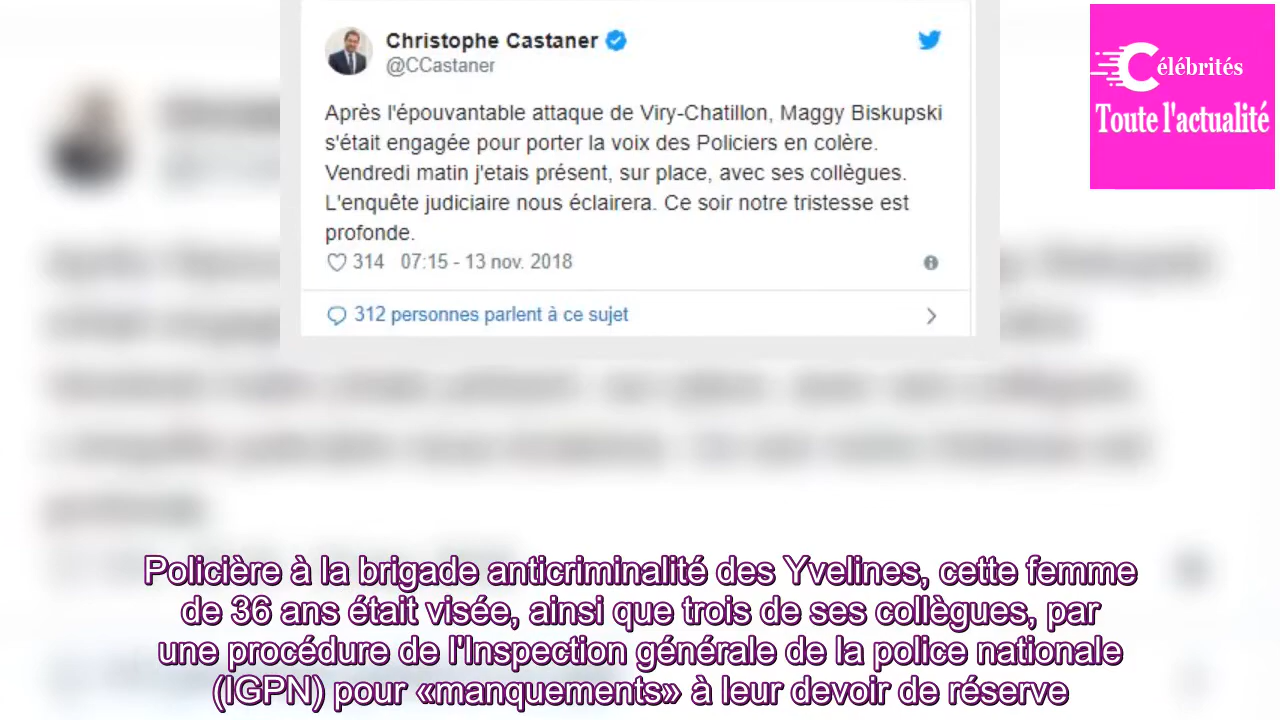 Christophe Castaner
@CCastaner
Après l'épouvantable attaque de Viry-Chatillon, Maggy Biskupski
s'était engagée pour porter la voix des Policiers en colère.
Vendredi matin j'etais présent, sur place, avec ses collègues.
L'enquête judiciaire nous éclairera. Ce soir notre tristesse est
profonde.
314 07:15 - 13 nov. 2018
312 personnes parlent à ce sujet
Célébrités
Toute l'actualité
Policière à la brigade anticriminalité des Yvelines, cette femme
de 36 ans était visée, ainsi que trois de ses collègues, par
une procédure de l'Inspection générale de la police nationale
(IGPN) pour «manquements» à leur devoir de réserve